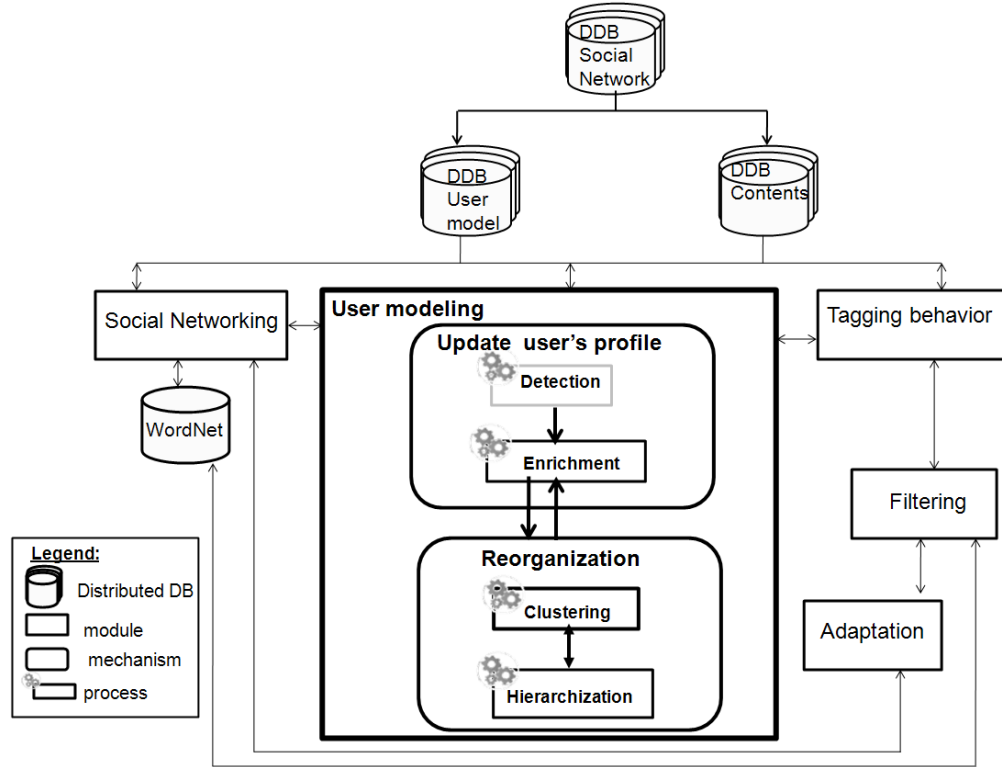 DDB
Social
Network
DDB
User
model
DDB
Contents
Social Networking
User modeling
Tagging behavior
Update user's profile
Detection
WordNet
Enrichment
Filtering
Reorganization
Legend:
Distributed DB
module
mechanism
process
Clustering
Adaptation
Hierarchization